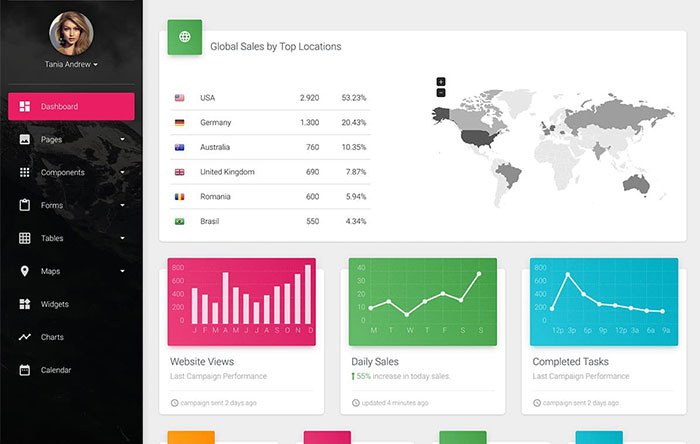 Tania Andrew
Dashboard
Pages
Components
Forms
Tables
Maps
Widgets
Charts
Calendar
Global Sales by Top Locations
USA 2.920 53.23%
Germany 1.300 20.43%
Australia 760 10.35%
United Kingdom 690 7.87%
Romania 600 5.94%
Brasil 550 4.34%
+
-
800
600
400
200
0
J F M A M J J A S O N D
Website Views
Last Campaign Performance
campaign sent 2 days ago
40
30
20
10
0
M T W T F S S
Daily Sales
55% increase in today sales.
updated 4 minutes ago
800
600
400
200
0
12p 3p 6p 9p 12p 3a 6a 9a
Completed Tasks
Last Campaign Performance
campaign sent 2 days ago